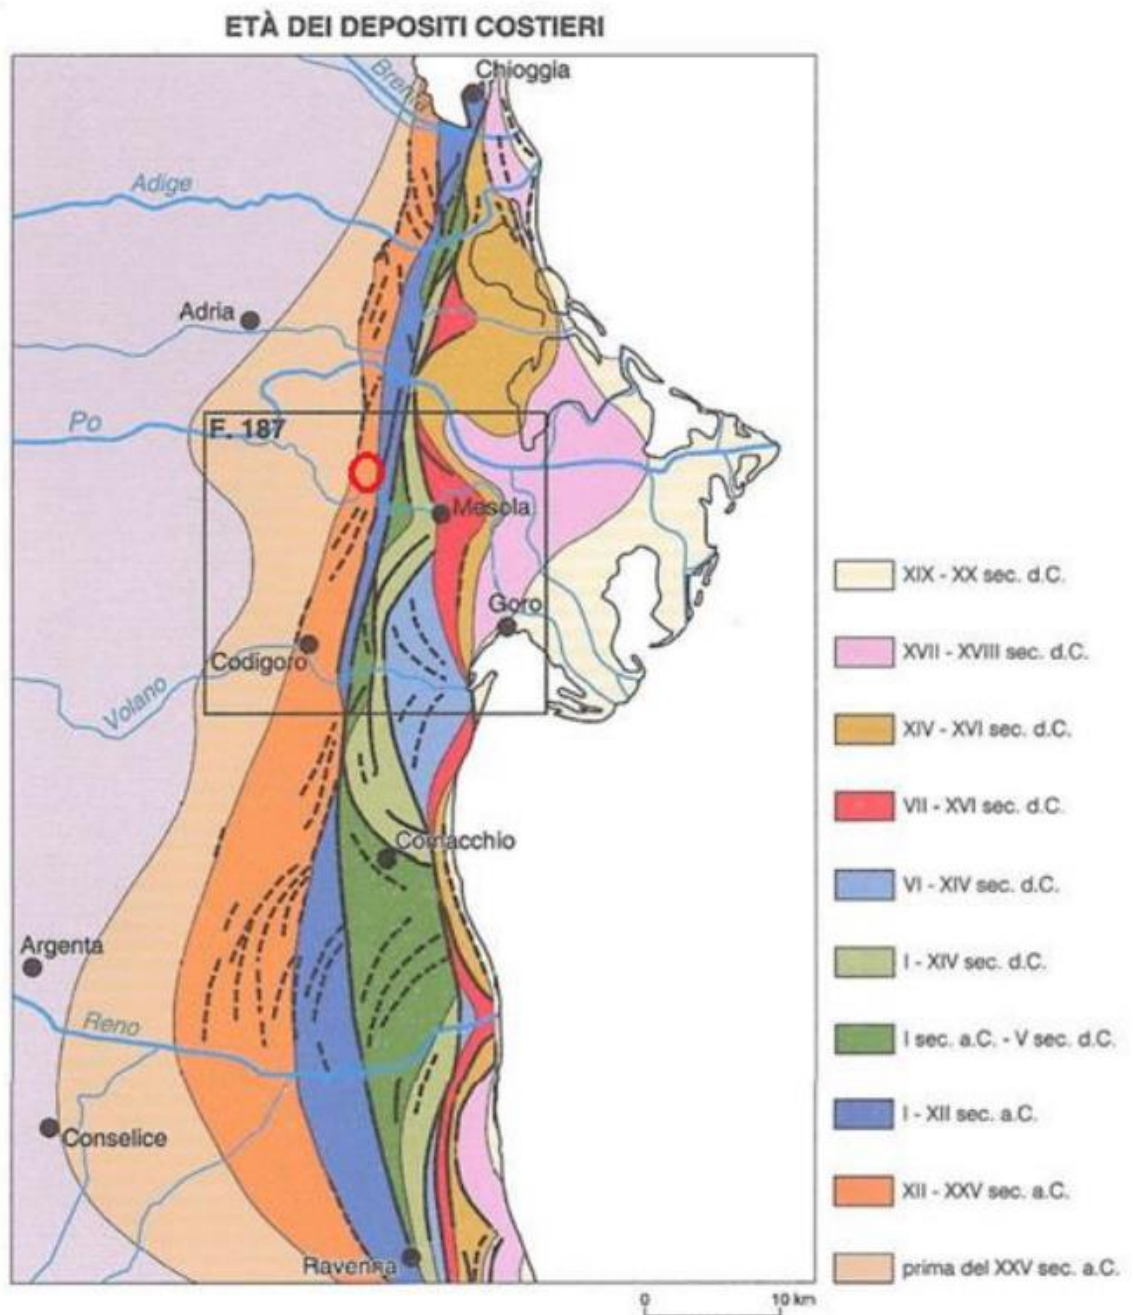 ETÀ DEI DEPOSITI COSTIERI
Chioggia
Brenta
Adige
Adria
Po
F. 187
Mesola
Goro
Codigoro
Volano
Comacchio
Argenta
Reno
Conselice
Ravenna
XIX - XX sec. d.C.
XVII - XVIII sec. d.C.
XIV - XVI sec. d.C.
VII - XVI sec. d.C.
VI - XIV sec. d.C.
I - XIV sec. d.C.
I sec. a.C. - V sec. d.C.
I - XII sec. a.C.
XII - XXV sec. a.C.
prima del XXV sec. a.C.
0 10 km